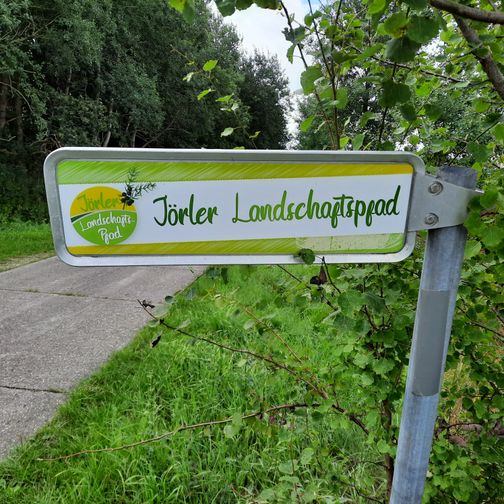 Jörler
Landschafts-
Pfad
Jörler Landschaftspfad